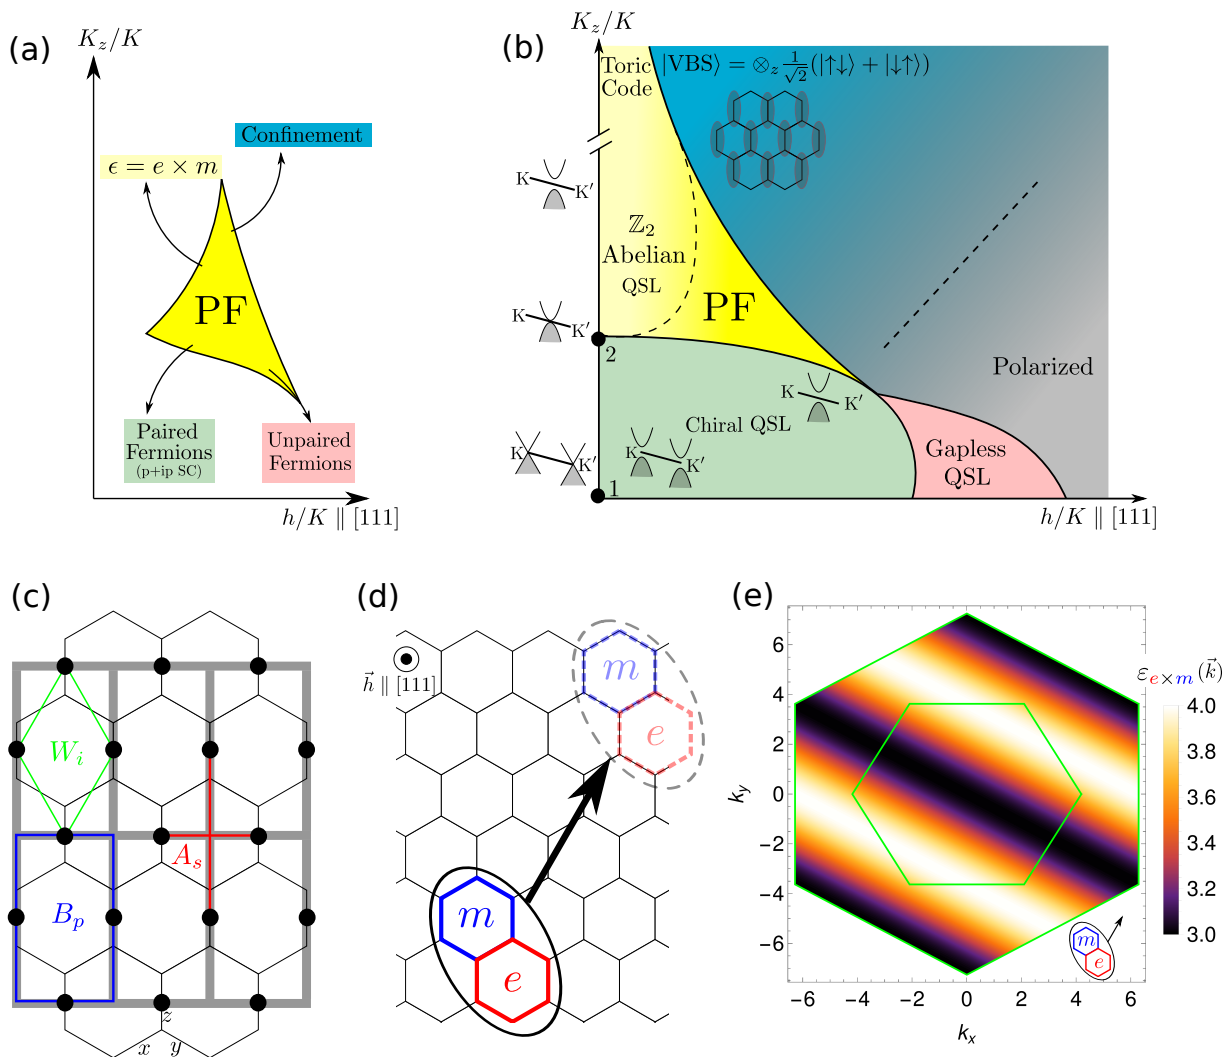 (a)
K_z/K
Confinement
ϵ = e × m
PF
Paired
Fermions
(p+ip SC)
Unpaired
Fermions
h/K ∥ [111]
(b)
K_z/K
Toric
Code
|VBS⟩ = ⊗_z 1/√2 (|↑↓⟩ + |↓↑⟩)
K
K′
ℤ₂
Abelian
QSL
PF
K
K′
2
Polarized
K
K′
Chiral QSL
K
K′
K
K′
Gapless
QSL
1
h/K ∥ [111]
(c)
W_i
A_s
B_p
z
x
y
(d)
h⃗ ∥ [111]
m
e
m
e
(e)
ε_{e×m}(k⃗)
6
4
2
0
−2
−4
−6
k_y
−6 −4 −2 0 2 4 6
k_x
m
e
4.0
3.8
3.6
3.4
3.2
3.0